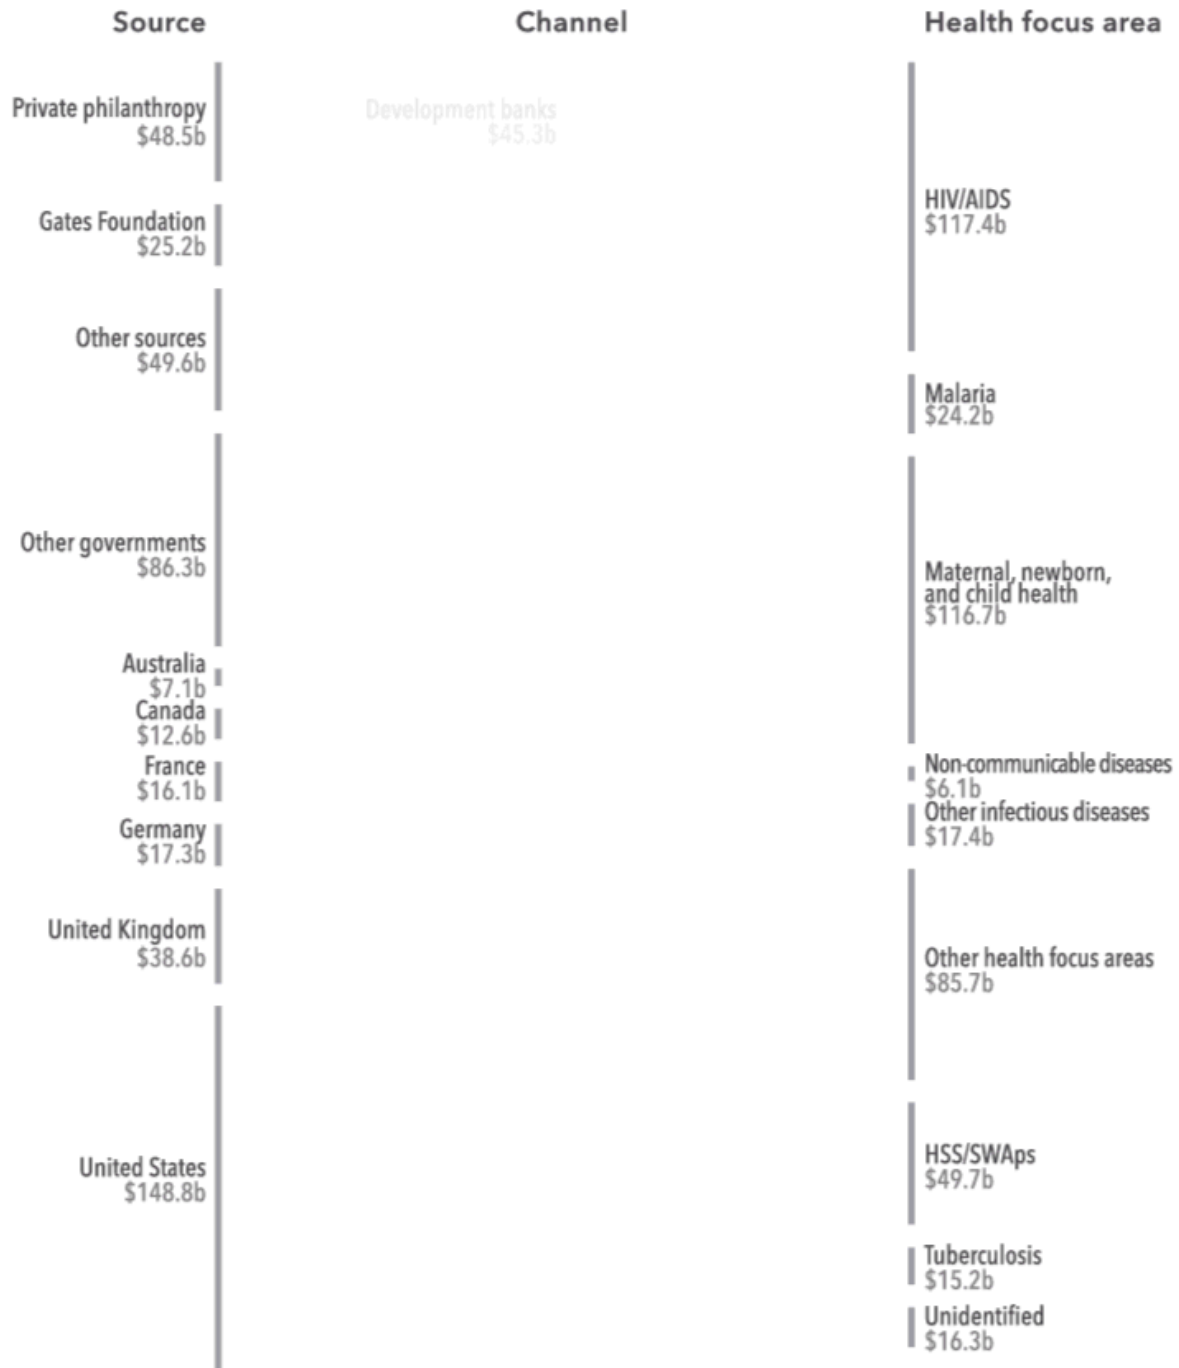 Source
Channel
Health focus area
Private philanthropy
$48.5b
Gates Foundation
$25.2b
Other sources
$49.6b
Other governments
$86.3b
Australia
$7.1b
Canada
$12.6b
France
$16.1b
Germany
$17.3b
United Kingdom
$38.6b
United States
$148.8b
Development banks
$45.3b
HIV/AIDS
$117.4b
Malaria
$24.2b
Maternal, newborn,
and child health
$116.7b
Non-communicable diseases
$6.1b
Other infectious diseases
$17.4b
Other health focus areas
$85.7b
HSS/SWAps
$49.7b
Tuberculosis
$15.2b
Unidentified
$16.3b